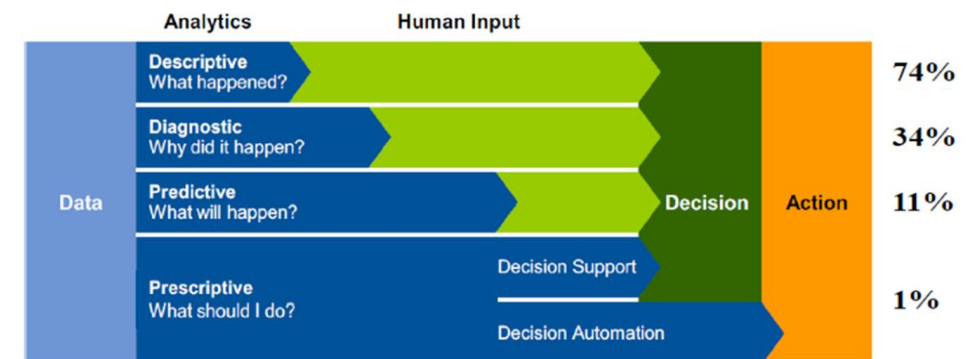 Analytics
Human Input
Descriptive
What happened?
74%
Diagnostic
Why did it happen?
34%
Data
Predictive
What will happen?
Decision
Action
11%
Decision Support
Prescriptive
What should I do?
1%
Decision Automation